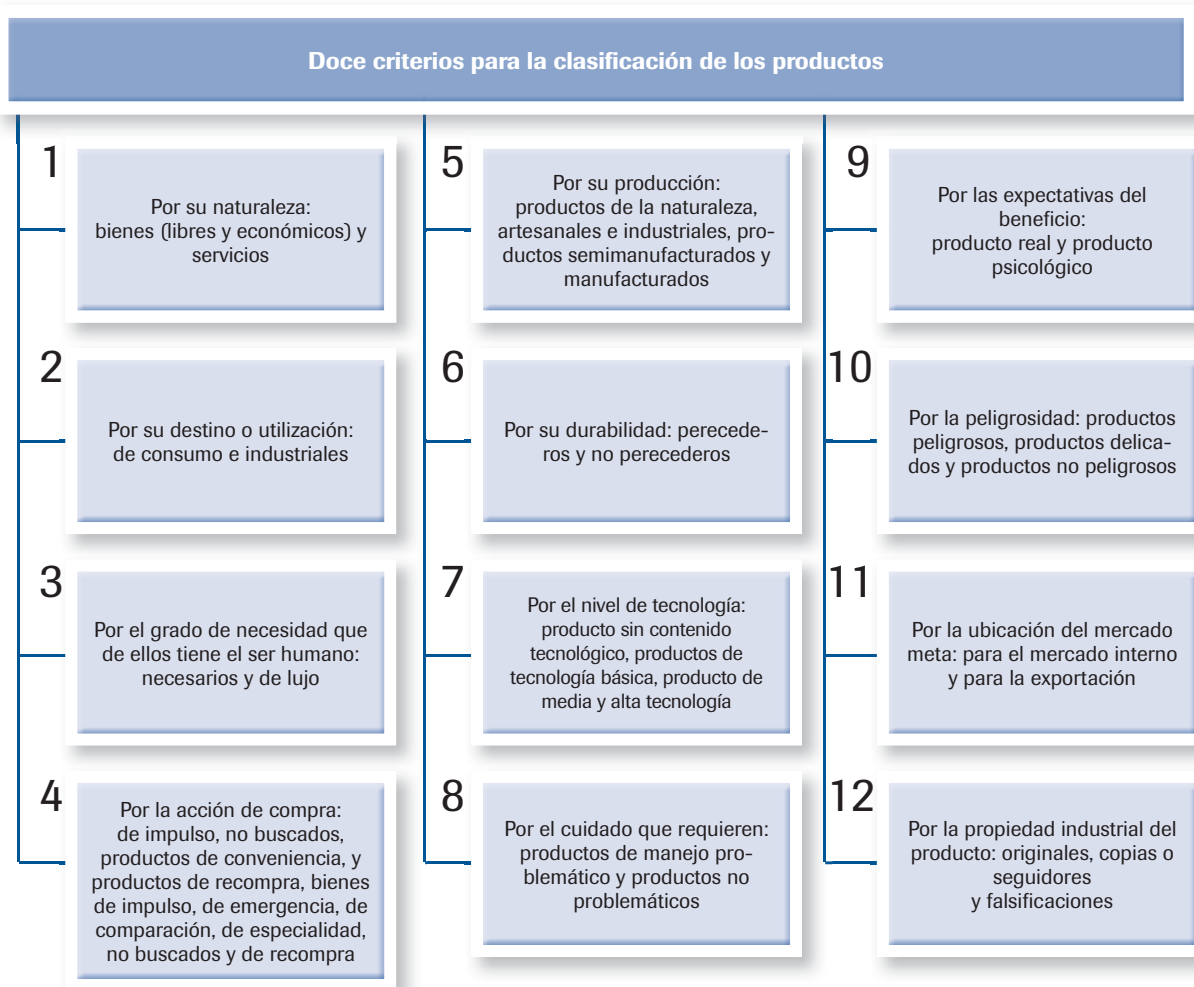 Doce criterios para la clasificación de los productos
1
Por su naturaleza:
bienes (libres y económicos) y
servicios
2
Por su destino o utilización:
de consumo e industriales
3
Por el grado de necesidad que
de ellos tiene el ser humano:
necesarios y de lujo
4
Por la acción de compra:
de impulso, no buscados,
productos de conveniencia, y
productos de recompra, bienes
de impulso, de emergencia, de
comparación, de especialidad,
no buscados y de recompra
5
Por su producción:
productos de la naturaleza,
artesanales e industriales, pro-
ductos semimanufacturados y
manufacturados
6
Por su durabilidad: perecede-
ros y no perecederos
7
Por el nivel de tecnología:
producto sin contenido
tecnológico, productos de
tecnología básica, producto de
media y alta tecnología
8
Por el cuidado que requieren:
productos de manejo pro-
blemático y productos no
problemáticos
9
Por las expectativas del
beneficio:
producto real y producto
psicológico
10
Por la peligrosidad: productos
peligrosos, productos delica-
dos y productos no peligrosos
11
Por la ubicación del mercado
meta: para el mercado interno
y para la exportación
12
Por la propiedad industrial del
producto: originales, copias o
seguidores
y falsificaciones